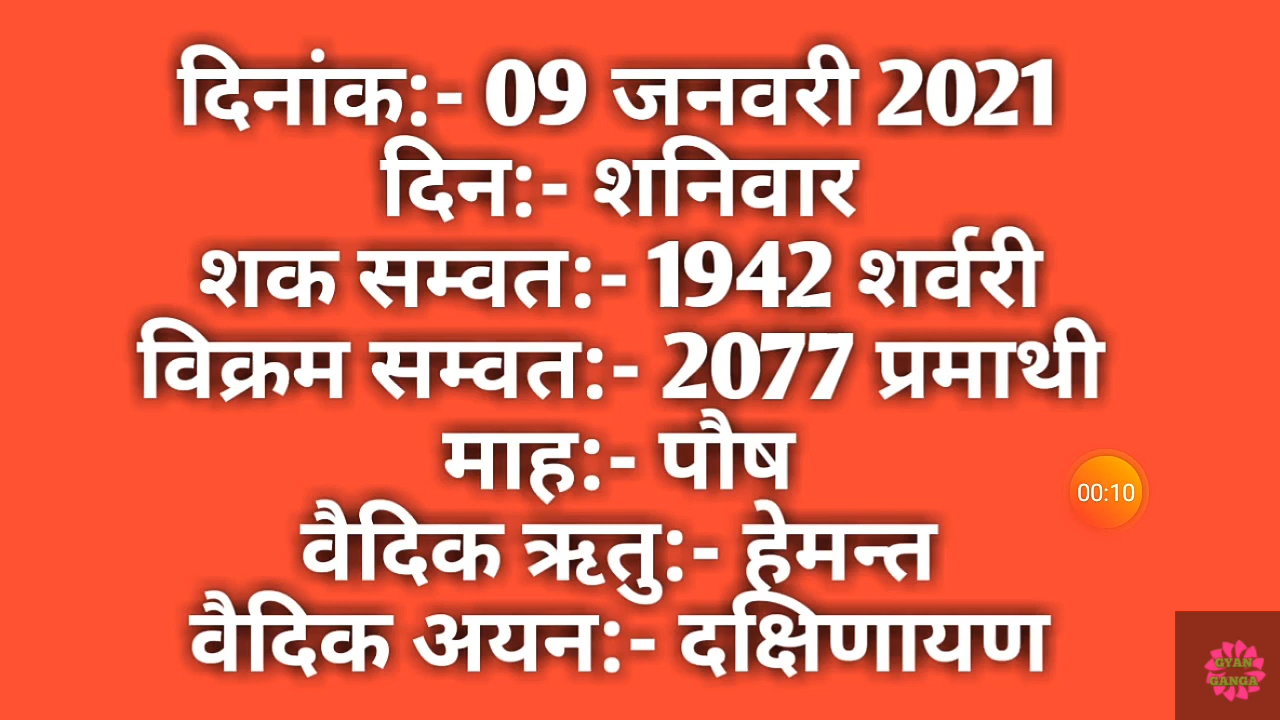 दिनांक:- 09 जनवरी 2021
दिन:- शनिवार
शक सम्वत:- 1942 शर्वरी
विक्रम सम्वत:- 2077 प्रमाथी
माह:- पौष
00:10
वैदिक ऋतु:- हेमन्त
वैदिक अयन:- दक्षिणायण
GYAN
GANGA